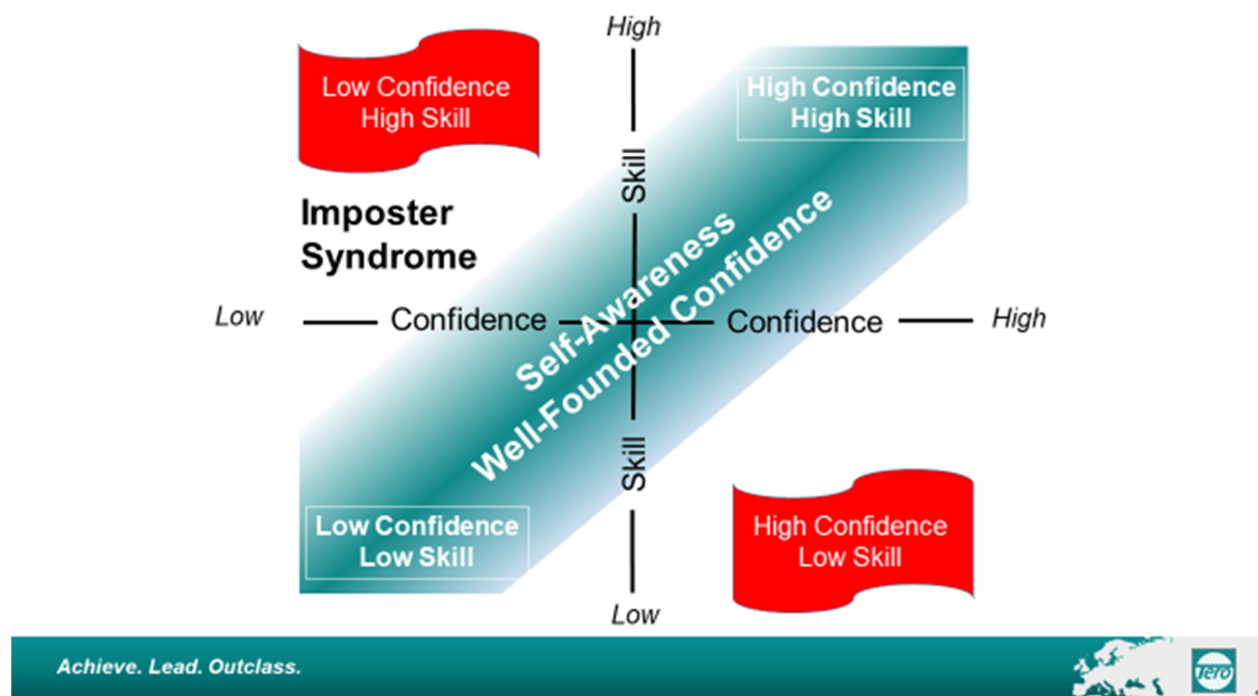 High
Low Confidence
High Skill
High Confidence
High Skill
Skill
Imposter
Syndrome
Self-Awareness
Well-Founded Confidence
Low
Confidence
Confidence
High
Skill
Low Confidence
Low Skill
High Confidence
Low Skill
Low
Achieve. Lead. Outclass.
Tero